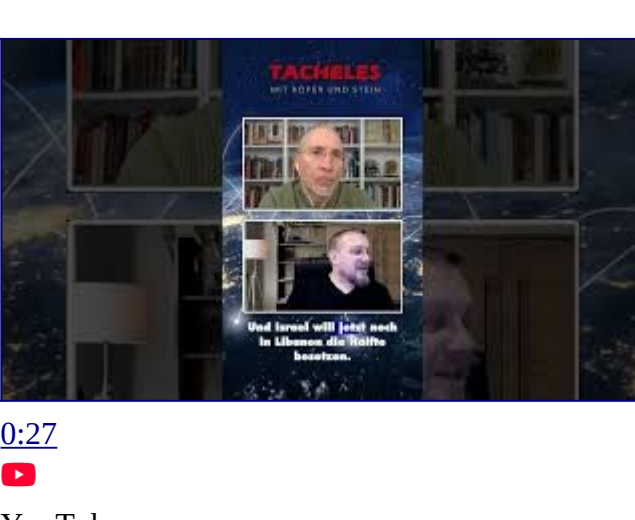 TACHELES
MIT RÖPER UND STEIN
Und Israel will jetzt noch
in Libanon die Hälfte
besetzen.
0:27